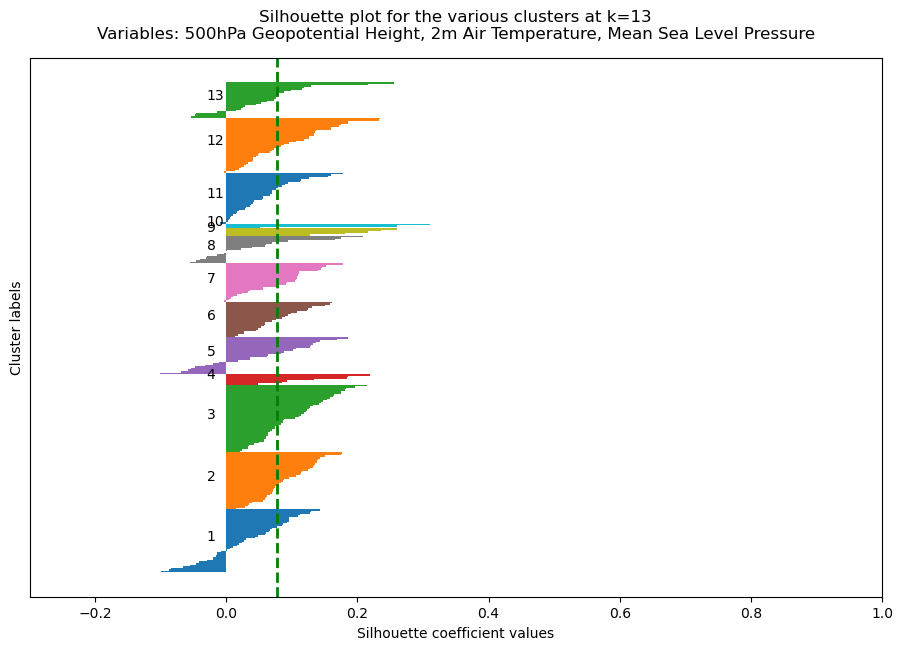 Silhouette plot for the various clusters at k=13
Variables: 500hPa Geopotential Height, 2m Air Temperature, Mean Sea Level Pressure
Cluster labels
13
12
11
10
9
8
7
6
5
4
3
2
1
−0.2 0.0 0.2 0.4 0.6 0.8 1.0
Silhouette coefficient values